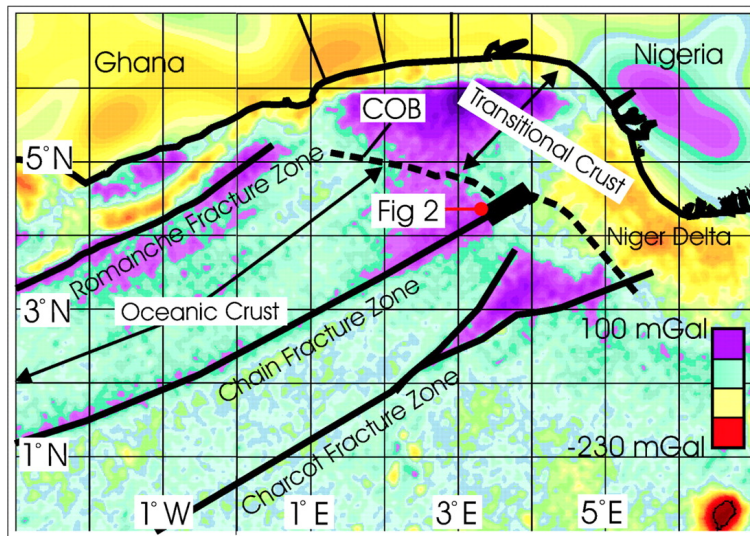 Ghana
Nigeria
COB
Transitional Crust
5°N
Fig 2
Romanche Fracture Zone
Niger Delta
3°N
Oceanic Crust
Chain Fracture Zone
100 mGal
Charcot Fracture Zone
1°N
-230 mGal
1°W
1°E
3°E
5°E